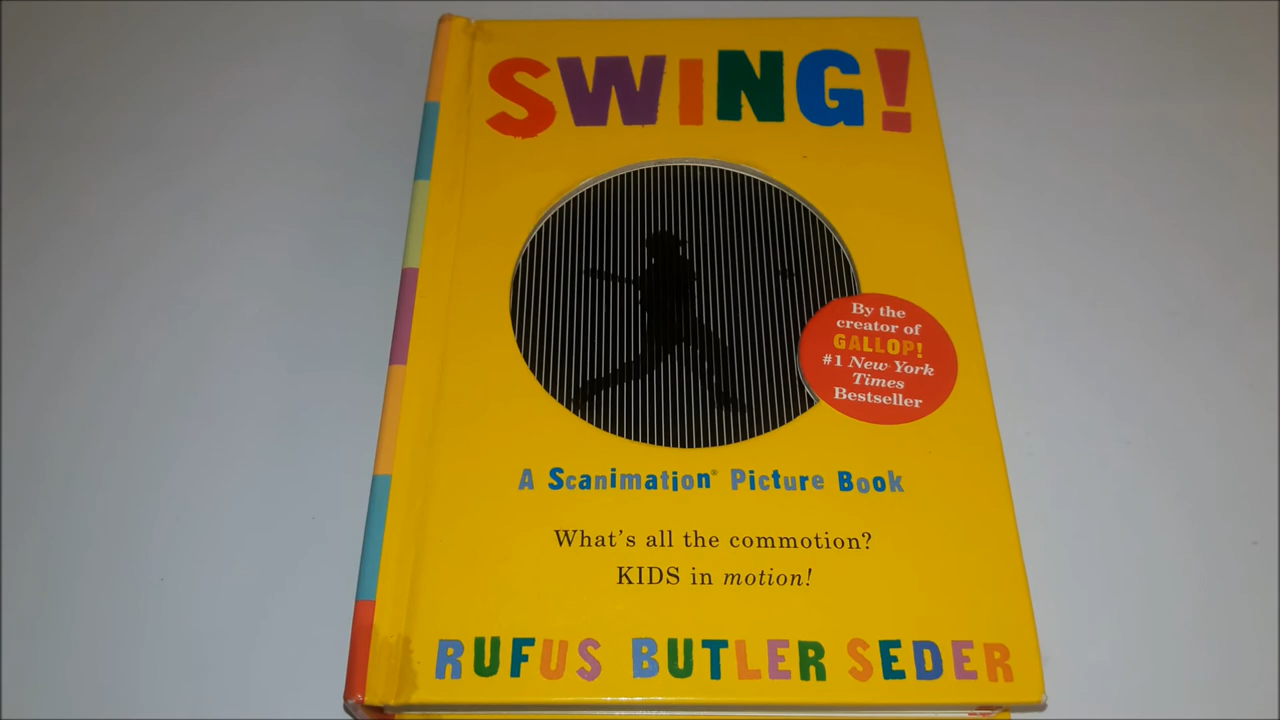 SWING!
By the
creator of
GALLOP!
#1 New York
Times
Bestseller
A Scanimation® Picture Book
What's all the commotion?
KIDS in motion!
RUFUS BUTLER SEDER